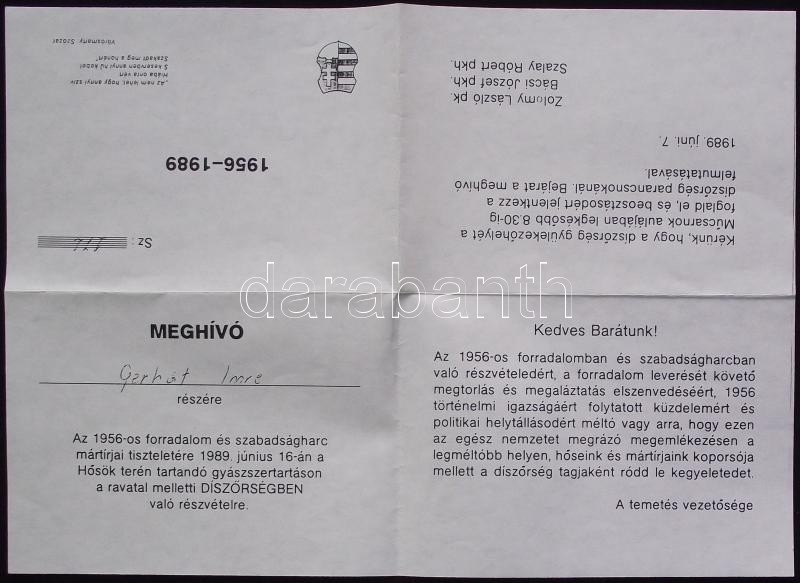 „Az nem lehet, hogy annyi szív
Hiába onta vért
S keservben annyi hű kebel
Szakadt meg a honért"
Vörösmarty Szózat
1956–1989
Sz:
Kérünk, hogy a díszőrség gyülekezőhelyét a
Műcsarnok aulájában legkésőbb 8.30-ig
foglald el, és beosztásodért jelentkezz a
díszőrség parancsnokánál. Bejárat a meghívó
felmutatásával.
1989. júni. 7.
Zolomy László pk.
Bácsi József pkh.
Szalay Róbert pkh.
MEGHÍVÓ
Gerhát Imre
részére
Az 1956-os forradalom és szabadságharc
mártírjai tiszteletére 1989. június 16-án a
Hősök terén tartandó gyászszertartáson
a ravatal melletti DÍSZŐRSÉGBEN
való részvételre.
Kedves Barátunk!
Az 1956-os forradalomban és szabadságharcban
való részvételedért, a forradalom leverését követő
megtorlás és megaláztatás elszenvedéséért, 1956
történelmi igazságáért folytatott küzdelemért és
politikai helytállásodért méltó vagy arra, hogy ezen
az egész nemzetet megrázó megemlékezésen a
legméltóbb helyen, hőseink és mártírjaink koporsója
mellett a díszőrség tagjaként ródd le kegyeletedet.
A temetés vezetősége
darabanth